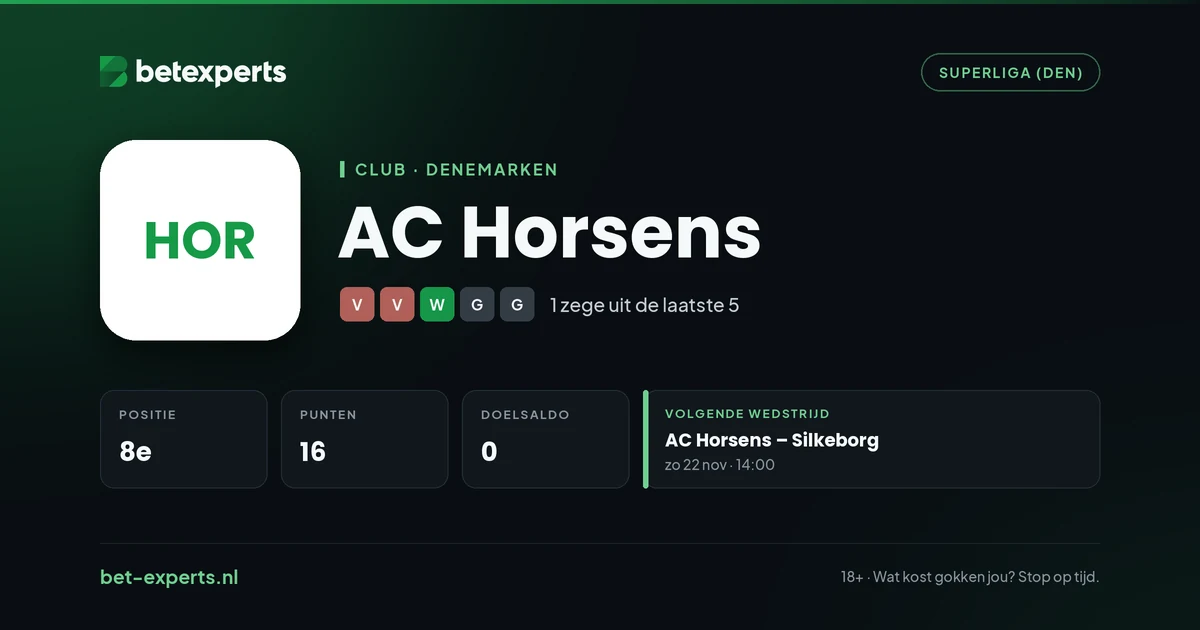 betexperts
SUPERLIGA (DEN)
HOR
CLUB · DENEMARKEN
AC Horsens
V V W G G 1 zege uit de laatste 5
POSITIE
8e
PUNTEN
16
DOELSALDO
0
VOLGENDE WEDSTRIJD
AC Horsens – Silkeborg
zo 22 nov · 14:00
bet-experts.nl
18+ · Wat kost gokken jou? Stop op tijd.